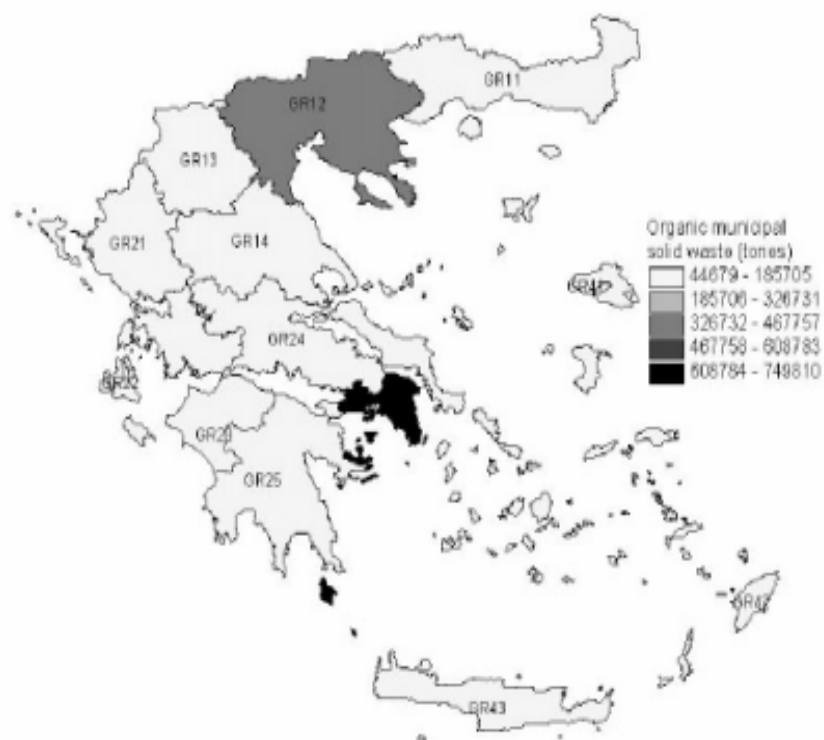 GR11
GR12
GR13
GR21
GR14
Organic municipal
solid waste (tones)
44679 - 185705
185706 - 326731
326732 - 467757
467758 - 608783
608784 - 749810
GR24
GR25
GR43